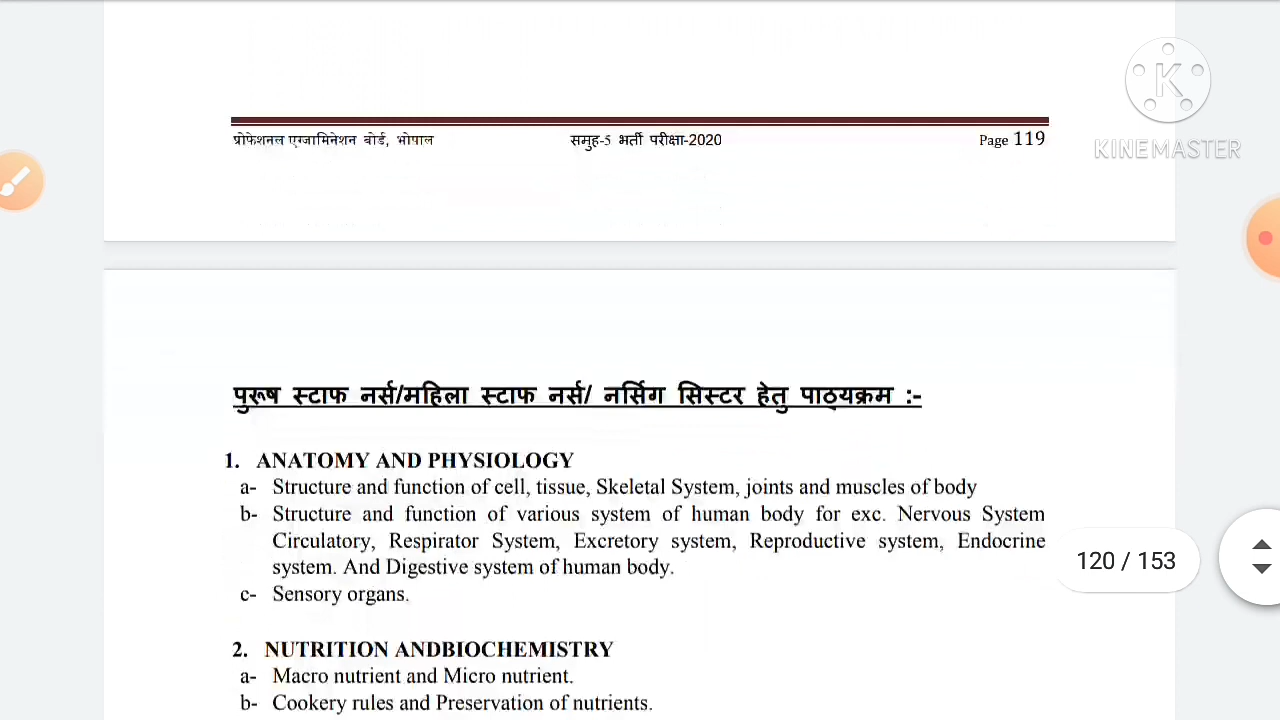 KINEMASTER
प्रोफेशनल एग्जामिनेशन बोर्ड, भोपाल समुह-5 भर्ती परीक्षा-2020 Page 119
पुरूष स्टाफ नर्स/महिला स्टाफ नर्स/ नर्सिग सिस्टर हेतु पाठ्यक्रम :-
1. ANATOMY AND PHYSIOLOGY
a- Structure and function of cell, tissue, Skeletal System, joints and muscles of body
b- Structure and function of various system of human body for exc. Nervous System
Circulatory, Respirator System, Excretory system, Reproductive system, Endocrine
system. And Digestive system of human body.
120 / 153
c- Sensory organs.
2. NUTRITION ANDBIOCHEMISTRY
a- Macro nutrient and Micro nutrient.
b- Cookery rules and Preservation of nutrients.